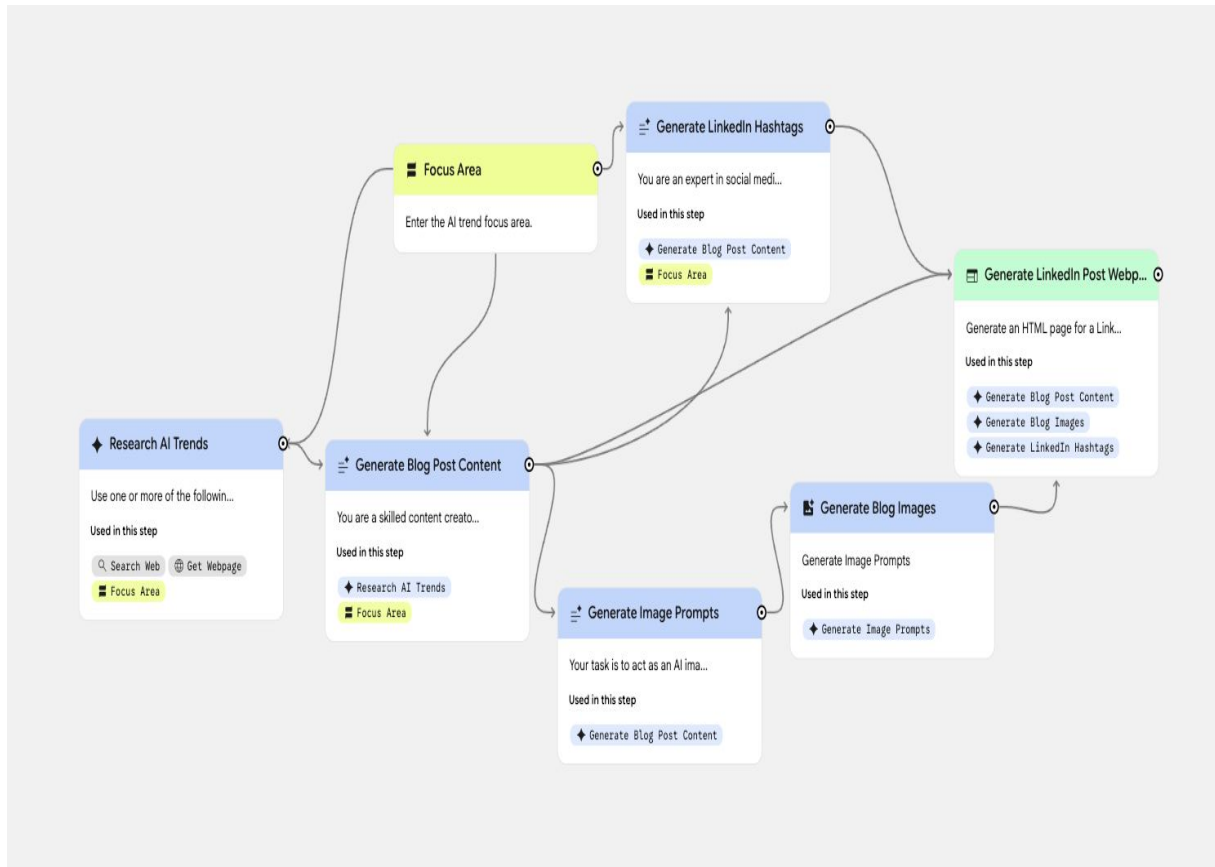 Focus Area
Enter the AI trend focus area.
Generate LinkedIn Hashtags
You are an expert in social medi...
Used in this step
Generate Blog Post Content
Focus Area
Generate LinkedIn Post Webp...
Generate an HTML page for a Link...
Used in this step
Generate Blog Post Content
Generate Blog Images
Generate LinkedIn Hashtags
Research AI Trends
Use one or more of the followin...
Used in this step
Search Web Get Webpage
Focus Area
Generate Blog Post Content
You are a skilled content creato...
Used in this step
Research AI Trends
Focus Area
Generate Image Prompts
Your task is to act as an AI ima...
Used in this step
Generate Blog Post Content
Generate Blog Images
Generate Image Prompts
Used in this step
Generate Image Prompts